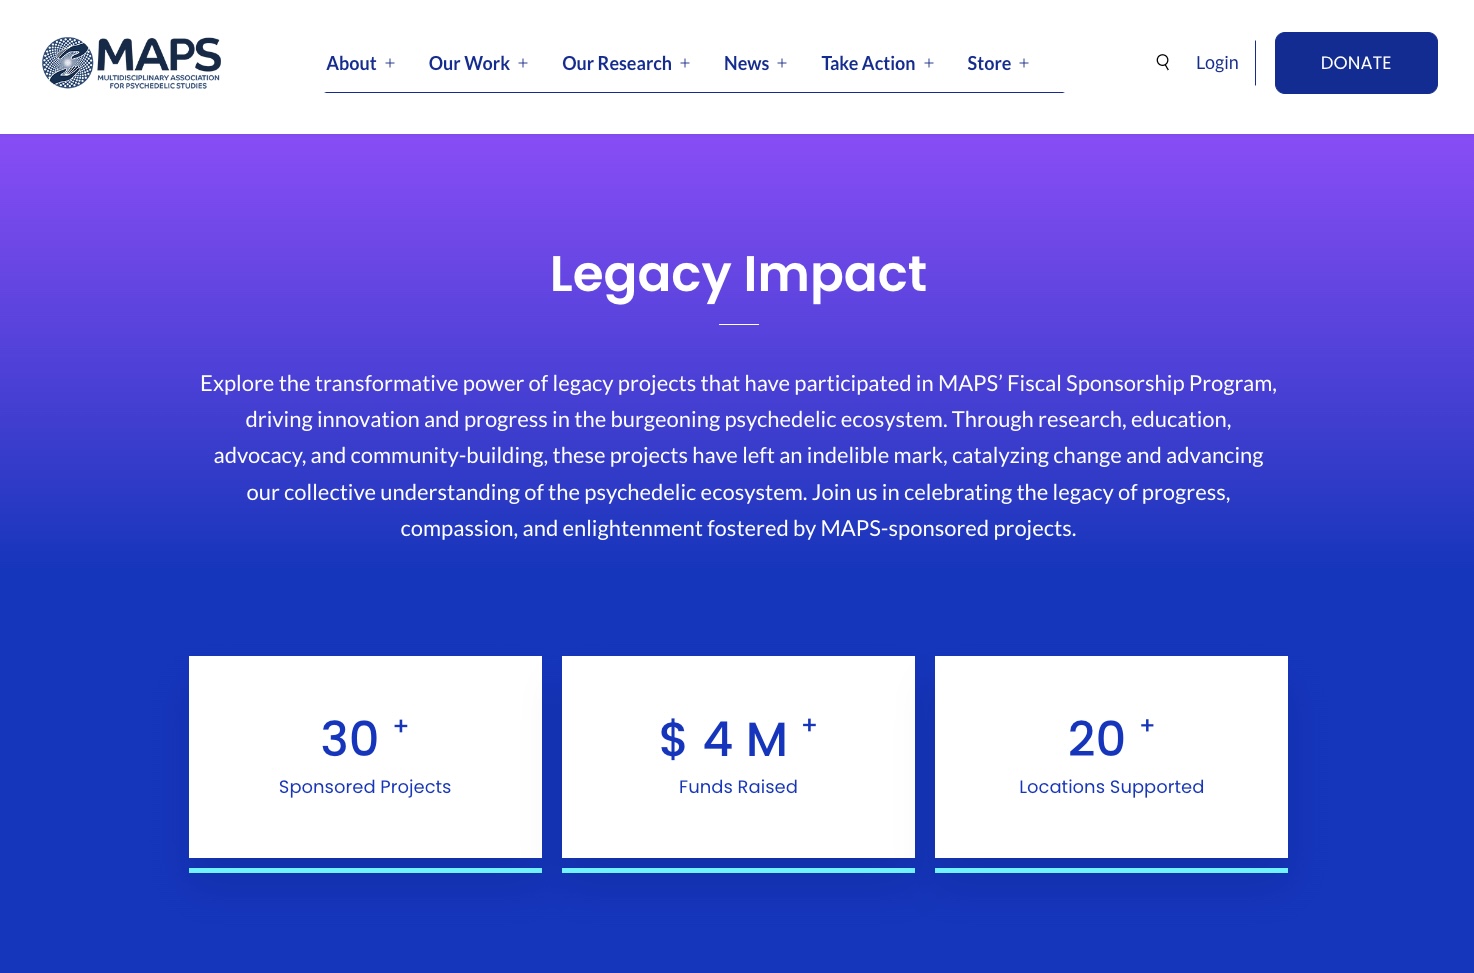 MAPS
MULTIDISCIPLINARY ASSOCIATION
FOR PSYCHEDELIC STUDIES
About + Our Work + Our Research + News + Take Action + Store +
Login
DONATE
Legacy Impact
Explore the transformative power of legacy projects that have participated in MAPS’ Fiscal Sponsorship Program,
driving innovation and progress in the burgeoning psychedelic ecosystem. Through research, education,
advocacy, and community-building, these projects have left an indelible mark, catalyzing change and advancing
our collective understanding of the psychedelic ecosystem. Join us in celebrating the legacy of progress,
compassion, and enlightenment fostered by MAPS-sponsored projects.
30 +
Sponsored Projects
$ 4 M +
Funds Raised
20 +
Locations Supported